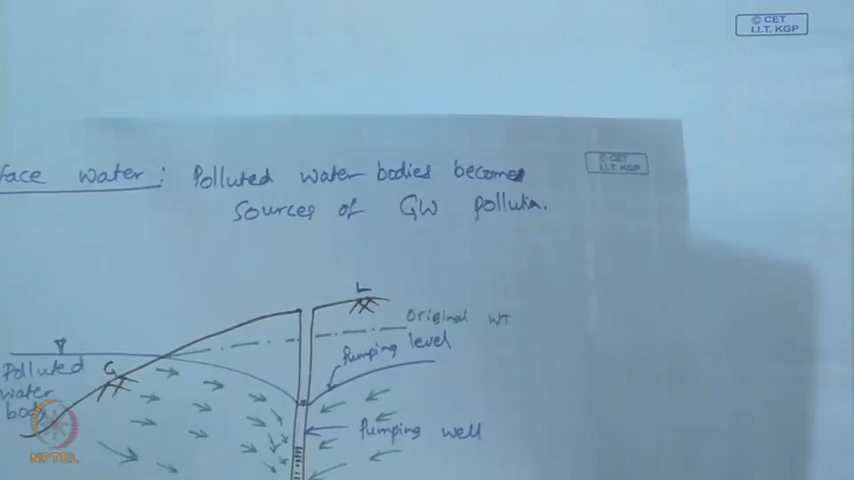 © CET
I.I.T. KGP
© CET
I.I.T. KGP
face water : Polluted water bodies becomes
sources of GW pollutin.
L
Original WT
Pumping level
Polluted
water
body
G
Pumping well
NPTEL